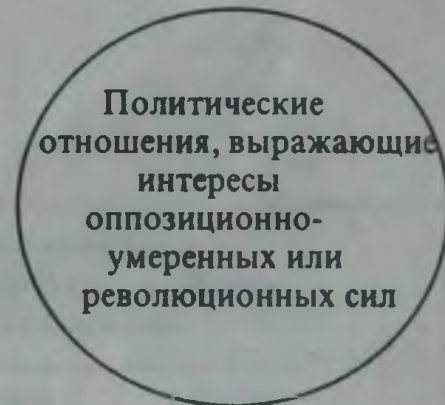 Политические
отношения, выражающие
интересы
оппозиционно-
умеренных или
революционных сил